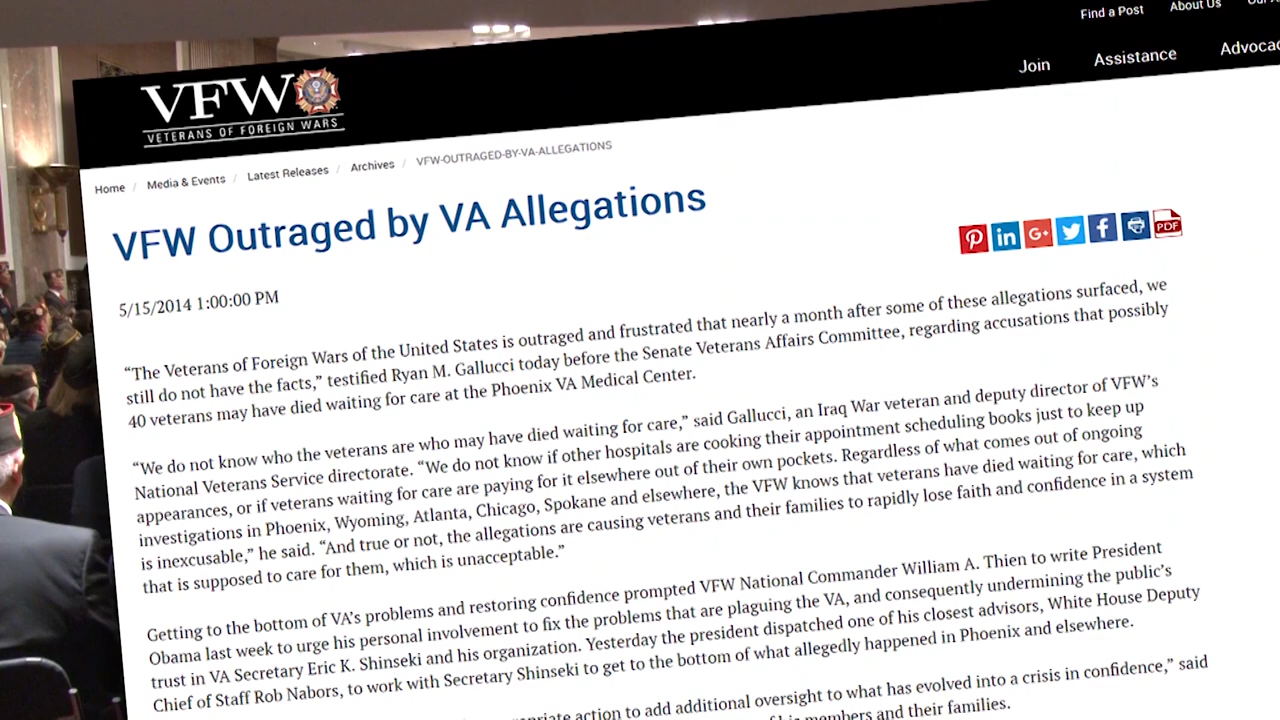 Find a Post About Us
Join Assistance
VFW
VETERANS OF FOREIGN WARS
Home / Media & Events / Latest Releases / Archives / VFW-OUTRAGED-BY-VA-ALLEGATIONS
VFW Outraged by VA Allegations
PDF
5/15/2014 1:00:00 PM
“The Veterans of Foreign Wars of the United States is outraged and frustrated that nearly a month after some of these allegations surfaced, we
still do not have the facts,” testified Ryan M. Gallucci today before the Senate Veterans Affairs Committee, regarding accusations that possibly
40 veterans may have died waiting for care at the Phoenix VA Medical Center.
“We do not know who the veterans are who may have died waiting for care,” said Gallucci, an Iraq War veteran and deputy director of VFW’s
National Veterans Service directorate. “We do not know if other hospitals are cooking their appointment scheduling books just to keep up
appearances, or if veterans waiting for care are paying for it elsewhere out of their own pockets. Regardless of what comes out of ongoing
investigations in Phoenix, Wyoming, Atlanta, Chicago, Spokane and elsewhere, the VFW knows that veterans have died waiting for care, which
is inexcusable,” he said. “And true or not, the allegations are causing veterans and their families to rapidly lose faith and confidence in a system
that is supposed to care for them, which is unacceptable.”
Getting to the bottom of VA’s problems and restoring confidence prompted VFW National Commander William A. Thien to write President
Obama last week to urge his personal involvement to fix the problems that are plaguing the VA, and consequently undermining the public’s
trust in VA Secretary Eric K. Shinseki and his organization. Yesterday the president dispatched one of his closest advisors, White House Deputy
Chief of Staff Rob Nabors, to work with Secretary Shinseki to get to the bottom of what allegedly happened in Phoenix and elsewhere.
action to add additional oversight to what has evolved into a crisis in confidence,” said
members and their families.